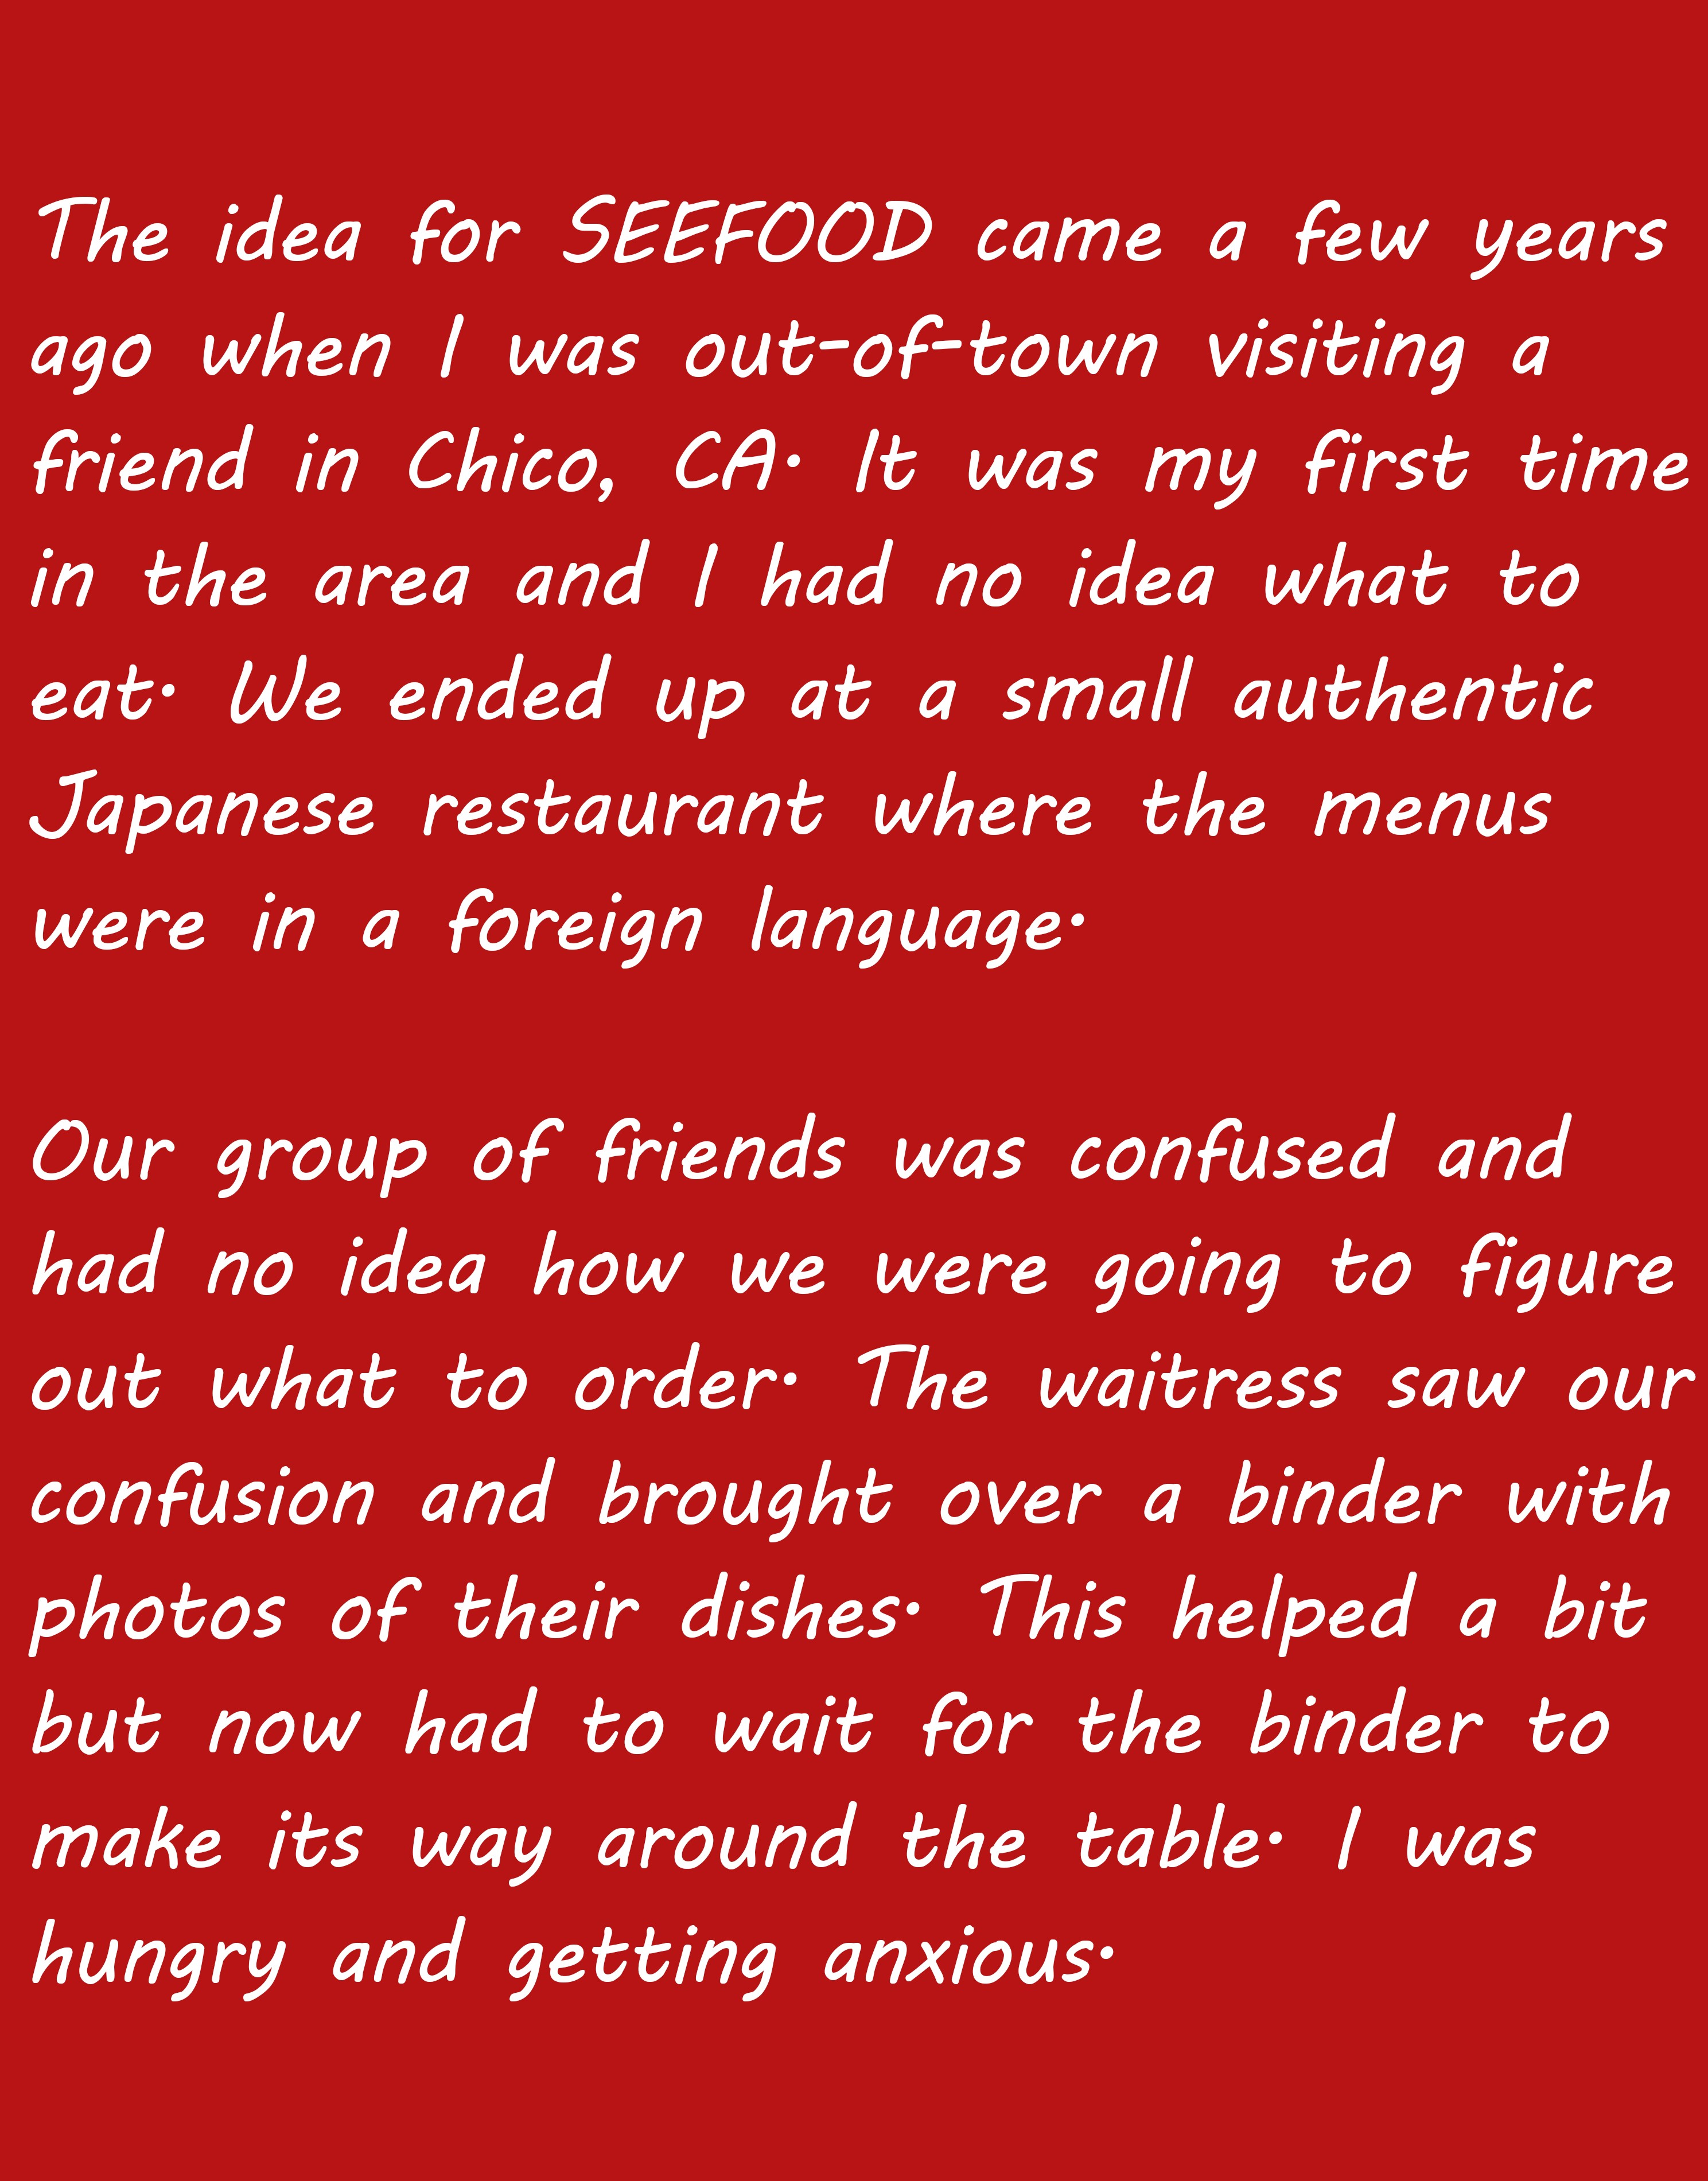 The idea for SEEFOOD came a few years
ago when I was out-of-town visiting a
friend in Chico, CA. It was my first time
in the area and I had no idea what to
eat. We ended up at a small authentic
Japanese restaurant where the menus
were in a foreign language.
Our group of friends was confused and
had no idea how we were going to figure
out what to order. The waitress saw our
confusion and brought over a binder with
photos of their dishes. This helped a bit
but now had to wait for the binder to
make its way around the table. I was
hungry and getting anxious.